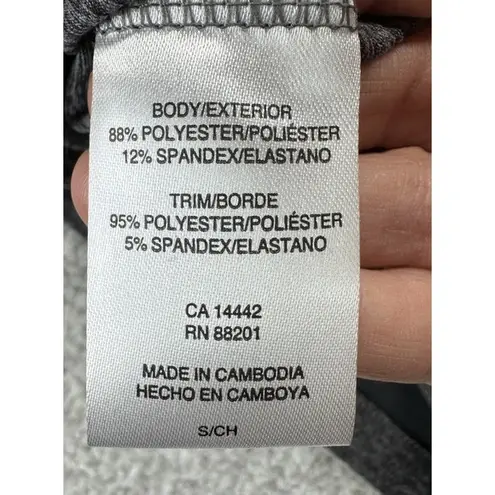 BODY/EXTERIOR
88% POLYESTER/POLIÉSTER
12% SPANDEX/ELASTANO
TRIM/BORDE
95% POLYESTER/POLIÉSTER
5% SPANDEX/ELASTANO
CA 14442
RN 88201
MADE IN CAMBODIA
HECHO EN CAMBOYA
S/CH